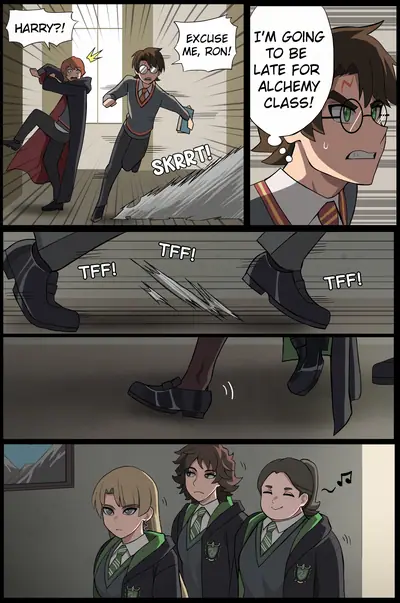 HARRY?!
EXCUSE
ME, RON!
SKRRT!
I'M GOING
TO BE
LATE FOR
ALCHEMY
CLASS!
TFF!
TFF!
TFF!